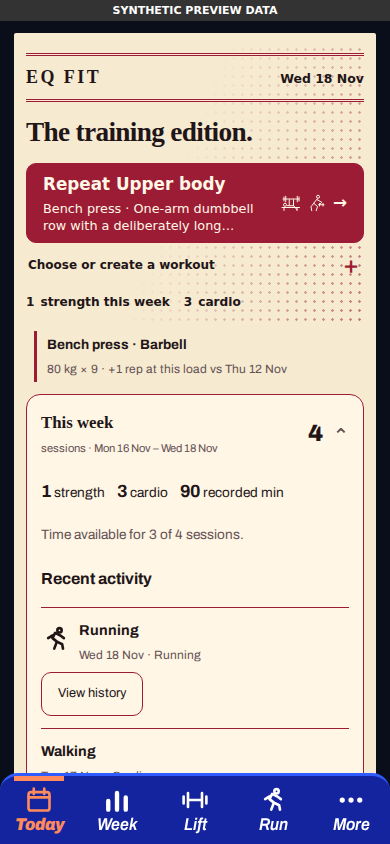 SYNTHETIC PREVIEW DATA
EQ FIT
Wed 18 Nov
The training edition.
Repeat Upper body
Bench press · One-arm dumbbell
row with a deliberately long...
→
Choose or create a workout
+
1 strength this week 3 cardio
Bench press · Barbell
80 kg × 9 · +1 rep at this load vs Thu 12 Nov
This week
4
sessions · Mon 16 Nov – Wed 18 Nov
1 strength 3 cardio 90 recorded min
Time available for 3 of 4 sessions.
Recent activity
Running
Wed 18 Nov · Running
View history
Walking
Today Week Lift Run More